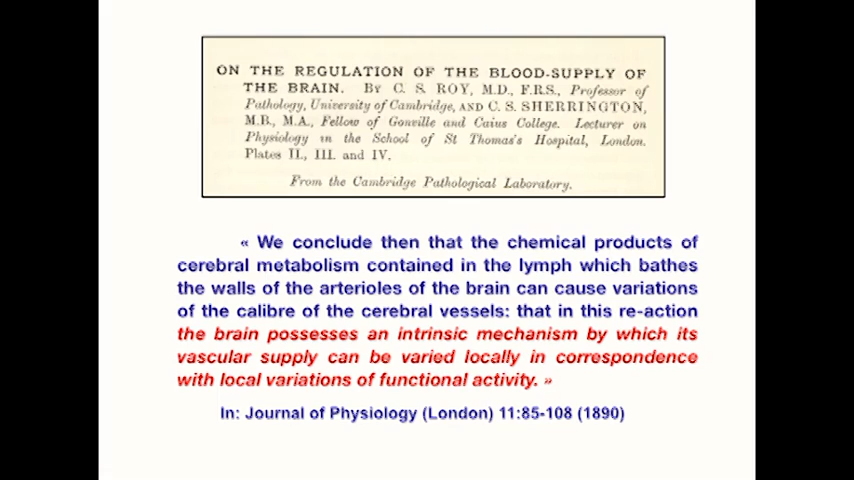 ON THE REGULATION OF THE BLOOD-SUPPLY OF
THE BRAIN. BY C. S. ROY, M.D., F.R.S., Professor of
Pathology, University of Cambridge, AND C. S. SHERRINGTON,
M.B., M.A., Fellow of Gonville and Caius College. Lecturer on
Physiology in the School of St Thomas's Hospital, London.
Plates II., III. and IV.
From the Cambridge Pathological Laboratory.
« We conclude then that the chemical products of
cerebral metabolism contained in the lymph which bathes
the walls of the arterioles of the brain can cause variations
of the calibre of the cerebral vessels: that in this re-action
the brain possesses an intrinsic mechanism by which its
vascular supply can be varied locally in correspondence
with local variations of functional activity. »
In: Journal of Physiology (London) 11:85-108 (1890)